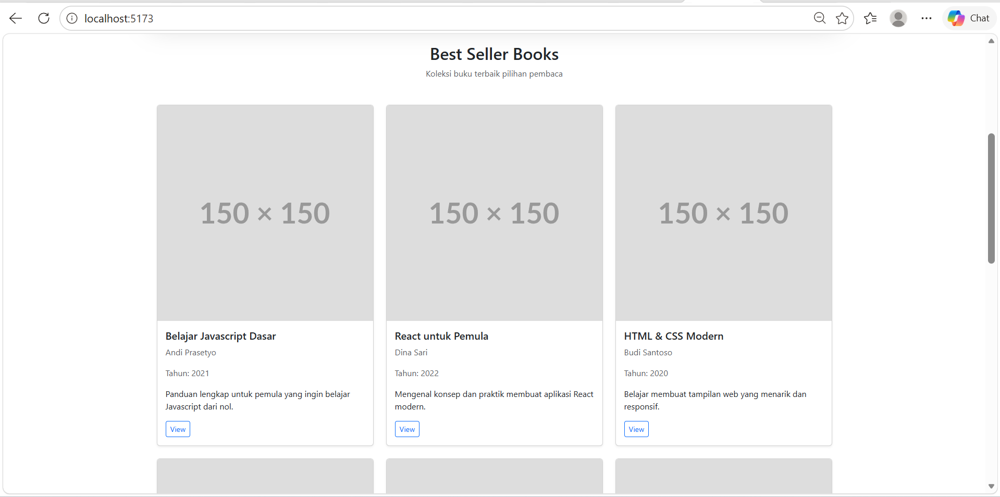 localhost:5173
Chat
Best Seller Books
Koleksi buku terbaik pilihan pembaca
150 × 150
150 × 150
150 × 150
Belajar Javascript Dasar
Andi Prasetyo
Tahun: 2021
Panduan lengkap untuk pemula yang ingin belajar
Javascript dari nol.
View
React untuk Pemula
Dina Sari
Tahun: 2022
Mengenal konsep dan praktik membuat aplikasi React
modern.
View
HTML & CSS Modern
Budi Santoso
Tahun: 2020
Belajar membuat tampilan web yang menarik dan
responsif.
View